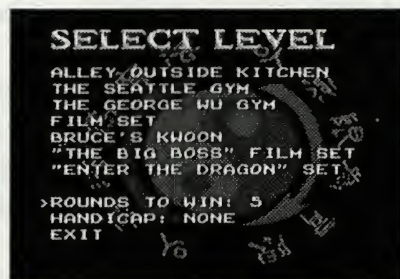 SELECT LEVEL
ALLEY OUTSIDE KITCHEN
THE SEATTLE GYM
THE GEORGE WU GYM
FILM SET
BRUCE'S KWOON
"THE BIG BOSS" FILM SET
"ENTER THE DRAGON" SET
>ROUNDS TO WIN: 5
HANDICAP: NONE
EXIT